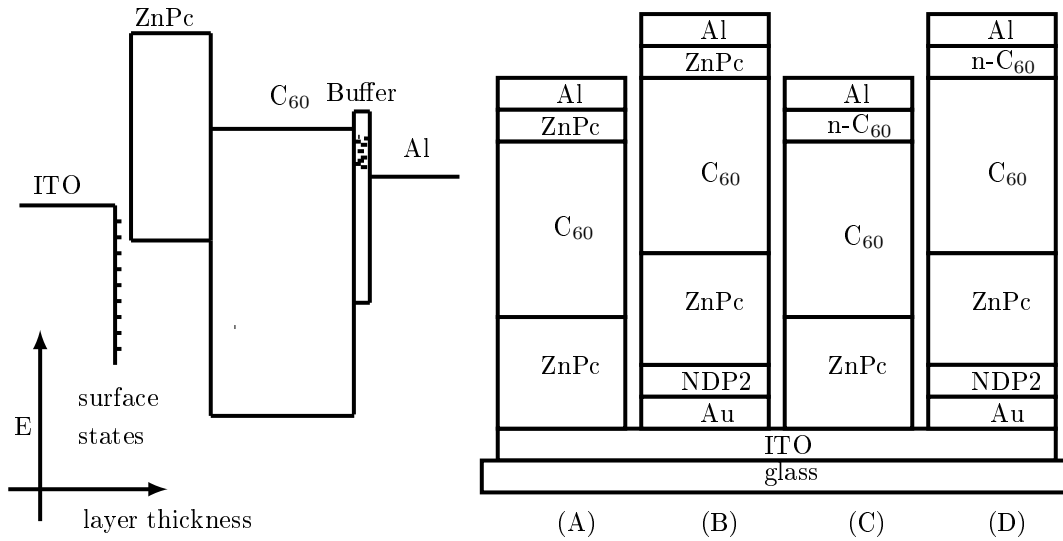 ZnPc
C60
Buffer
Al
ITO
surface
states
E
layer thickness
Al
ZnPc
C60
ZnPc
(A)
Al
ZnPc
C60
ZnPc
NDP2
Au
(B)
Al
n-C60
C60
ZnPc
(C)
Al
n-C60
C60
ZnPc
NDP2
Au
(D)
ITO
glass